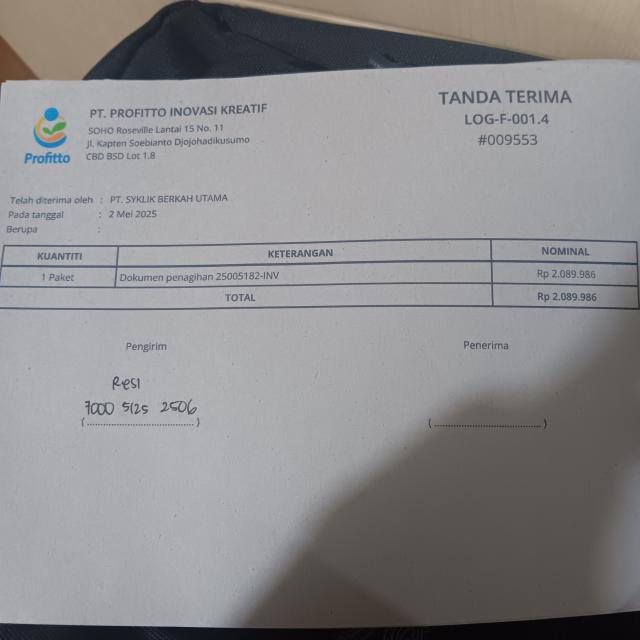 Profitto
PT. PROFITTO INOVASI KREATIF
SOHO Roseville Lantai 15 No. 11
Jl. Kapten Soebianto Djojohadikusumo
CBD BSD Lot 1.8
TANDA TERIMA
LOG-F-001.4
#009553
Telah diterima oleh : PT. SYKLIK BERKAH UTAMA
Pada tanggal : 2 Mei 2025
Berupa :
KUANTITI KETERANGAN NOMINAL
1 Paket Dokumen penagihan 25005182-INV Rp 2.089.986
TOTAL Rp 2.089.986
Pengirim Penerima
Resi
7000 5125 2506
(....................................) (....................................)